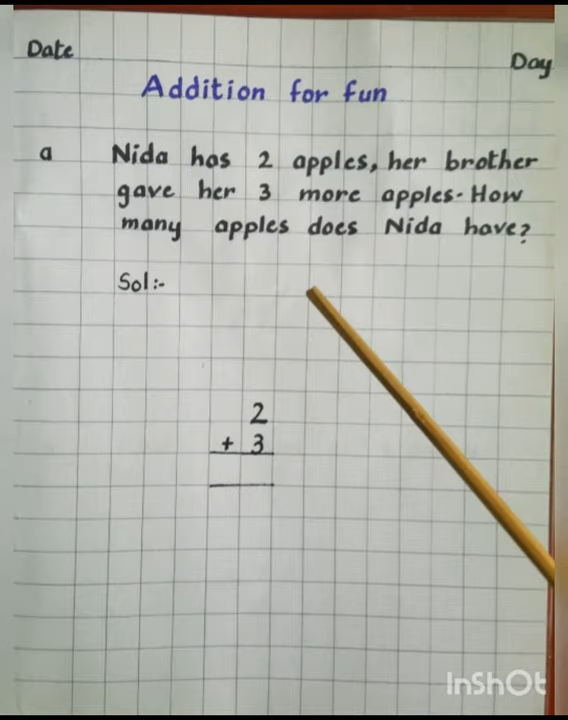 Date
Day
Addition for fun
a Nida has 2 apples, her brother
gave her 3 more apples. How
many apples does Nida have?
Sol:-
2
+ 3
InShOt